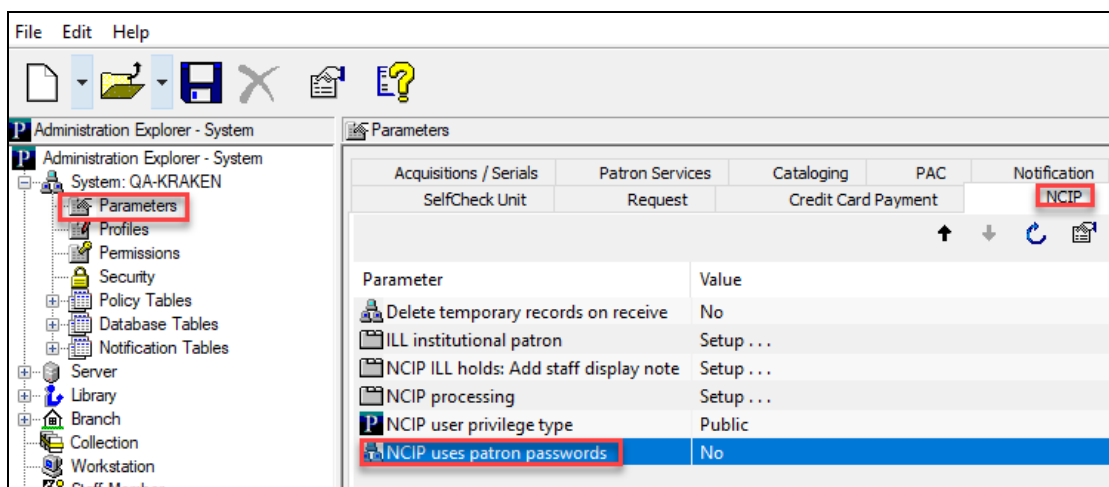 File Edit Help
Administration Explorer - System
Parameters
Administration Explorer - System
System: QA-KRAKEN
Parameters
Profiles
Permissions
Security
Policy Tables
Database Tables
Notification Tables
Server
Library
Branch
Collection
Workstation
Acquisitions / Serials Patron Services Cataloging PAC Notification
SelfCheck Unit Request Credit Card Payment NCIP
Parameter Value
Delete temporary records on receive No
ILL institutional patron Setup . . .
NCIP ILL holds: Add staff display note Setup . . .
NCIP processing Setup . . .
NCIP user privilege type Public
NCIP uses patron passwords No